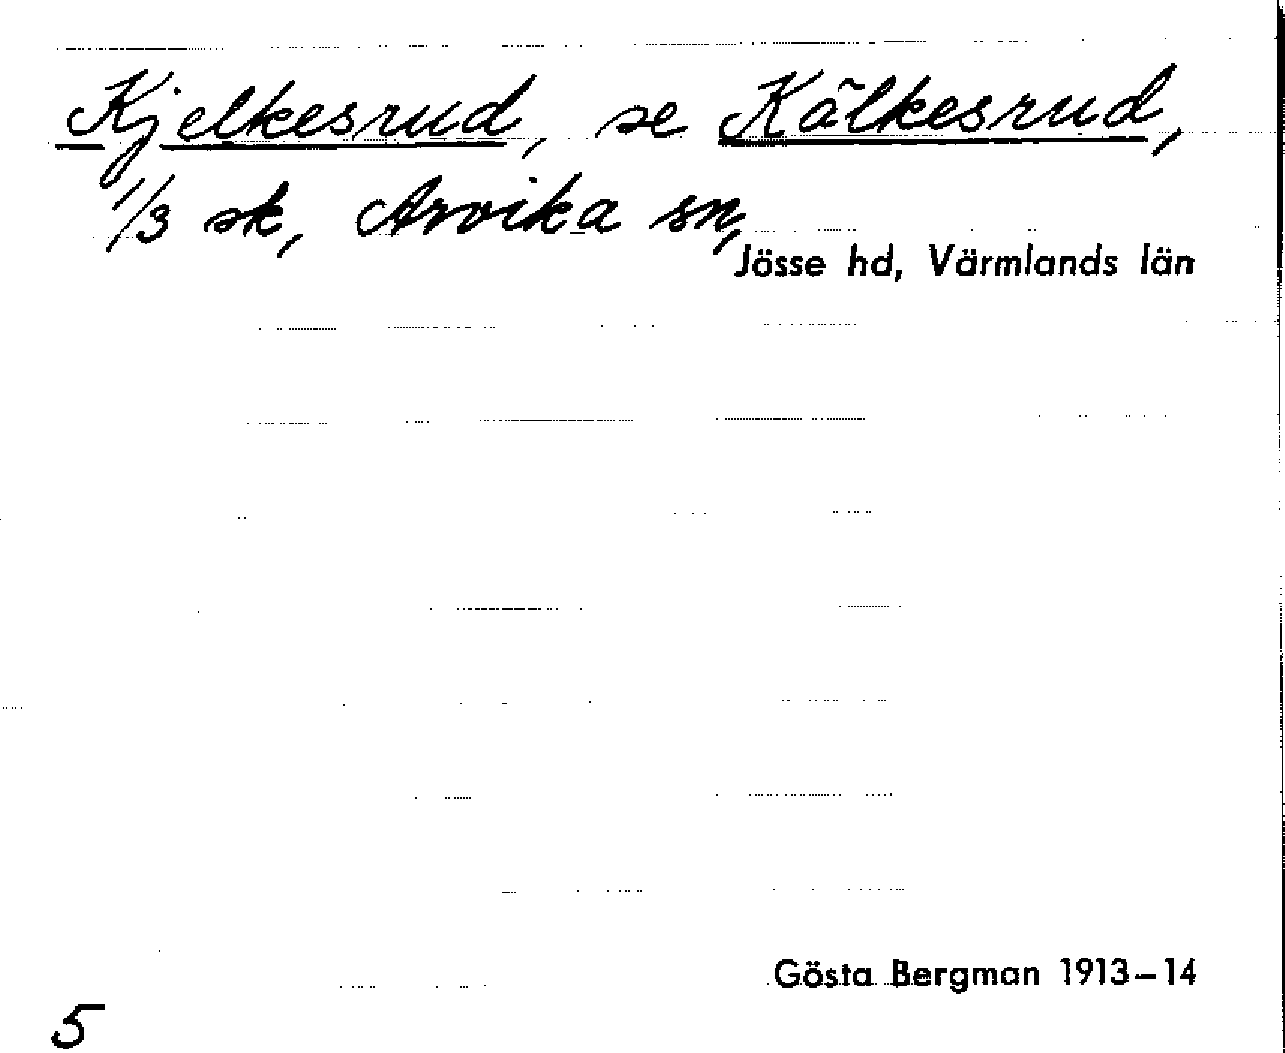 Kjelkesrud, se Kälkesrud,
1/3 sk, Arvika sn,
Jösse hd, Värmlands län
Gösta Bergman 1913–14
5